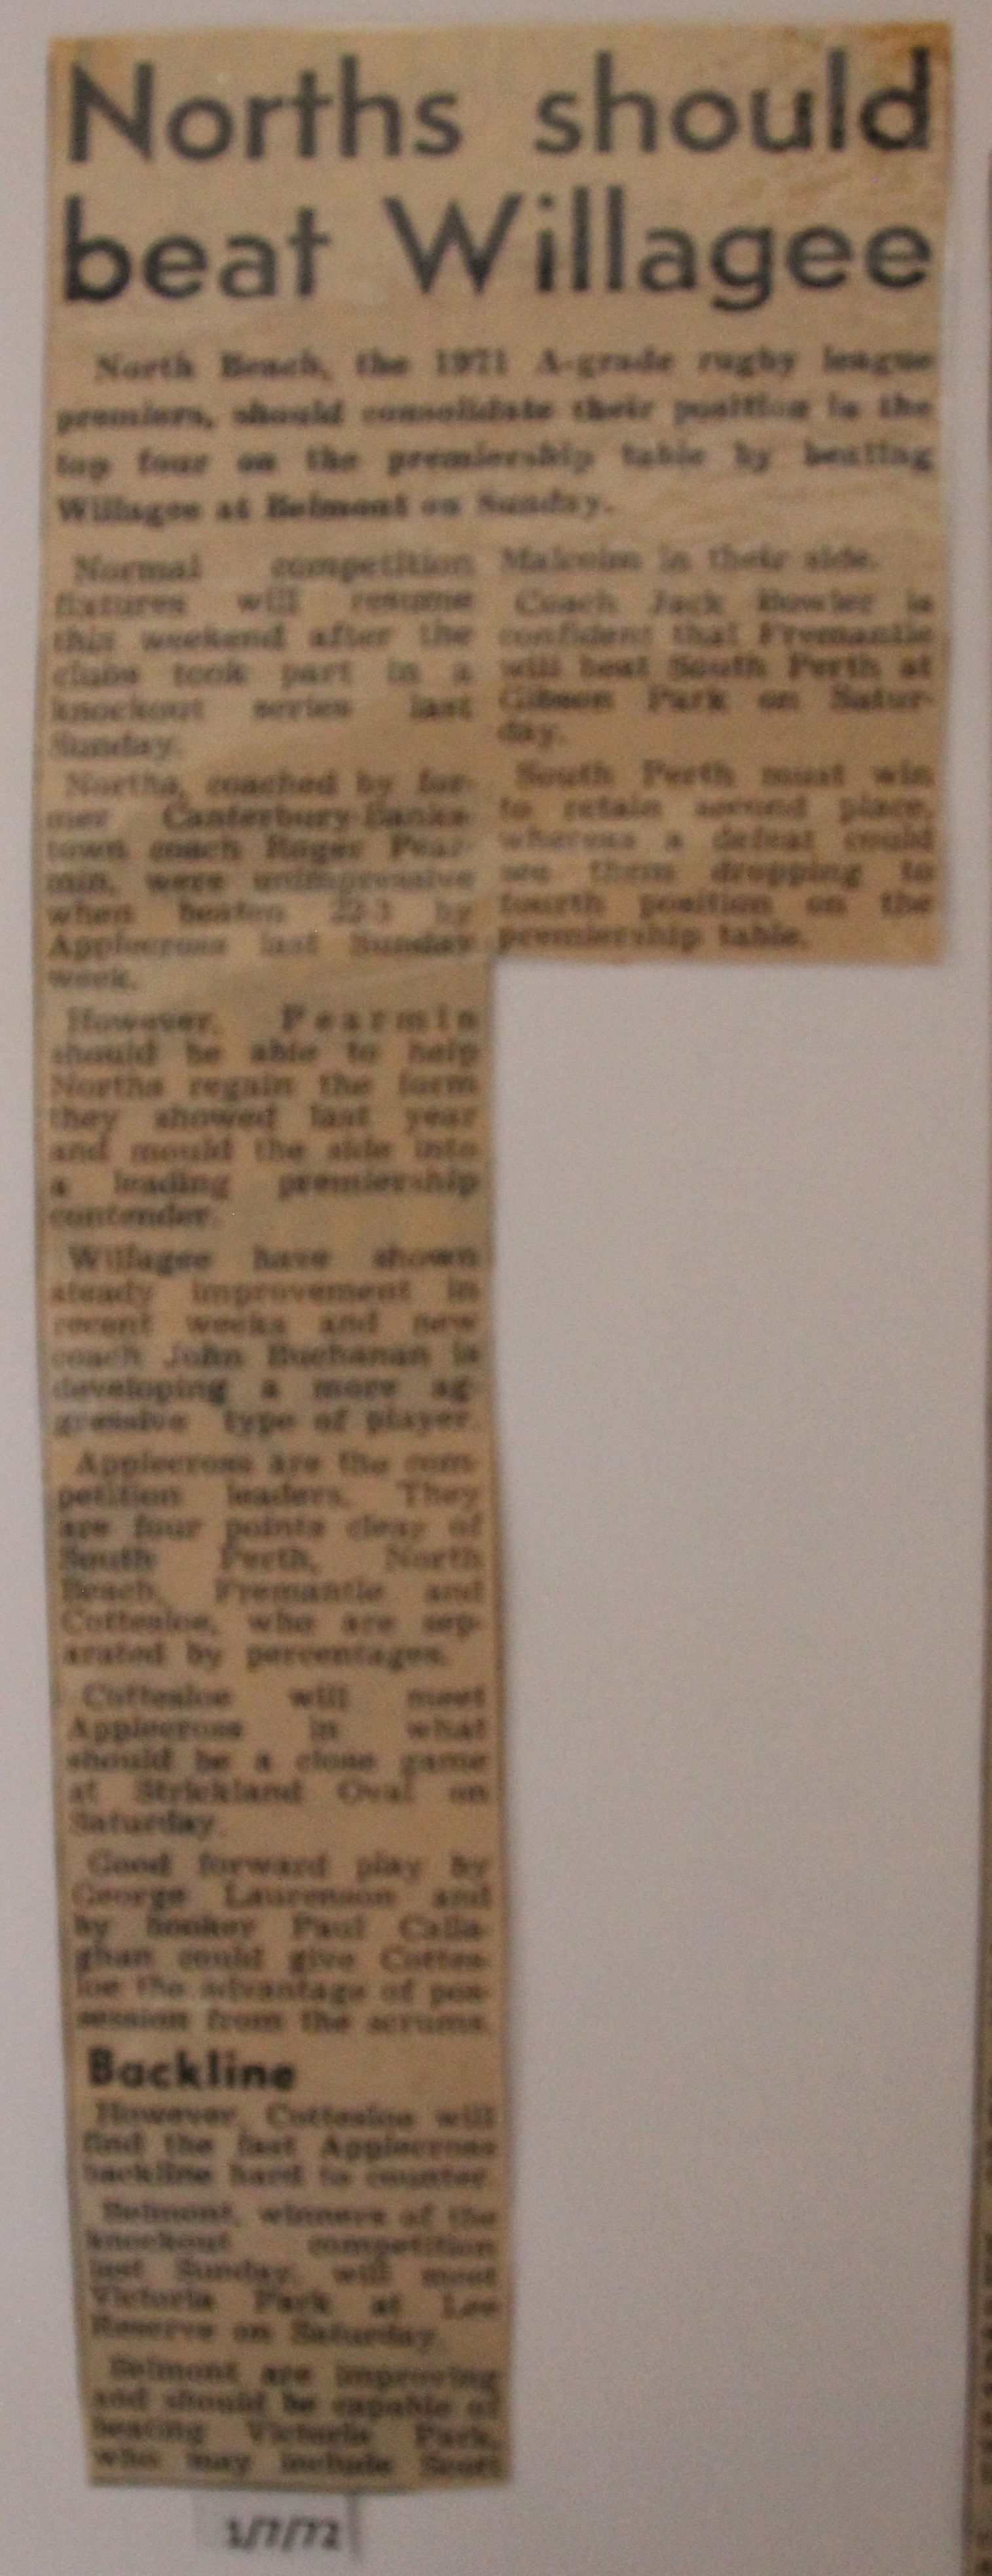 Norths should
beat Willagee
North Beach, the 1971 A-grade rugby league
premiers, should consolidate their position in the
top four on the premiership table by beating
Willagee at Belmont on Sunday.
Normal competition
fixtures will resume
this weekend after the
clubs took part in a
knockout series last
Sunday.
Norths, coached by for-
mer Canterbury-Banks-
town coach Roger Pear-
min, were unimpressive
when beaten 22-3 by
Applecross last Sunday
week.
However, Pearmin
should be able to help
Norths regain the form
they showed last year
and mould the side into
a leading premiership
contender.
Willagee have shown
steady improvement in
recent weeks and new
coach John Buchanan is
developing a more ag-
gressive type of player.
Applecross are the com-
petition leaders. They
are four points clear of
South Perth, North
Beach, Fremantle and
Cottesloe, who are sep-
arated by percentages.
Cottesloe will meet
Applecross in what
should be a close game
at Strickland Oval on
Saturday.
Good forward play by
George Laurenson and
by hooker Paul Calla-
ghan could give Cottes-
loe the advantage of pos-
session from the scrums.
Backline
However, Cottesloe will
find the fast Applecross
backline hard to counter.
Belmont, winners of the
knockout competition
last Sunday, will meet
Victoria Park at Lee
Reserve on Saturday.
Belmont are improving
and should be capable of
beating Victoria Park,
who may include Scott
Malcolm in their side.
Coach Jack Bowler is
confident that Fremantle
will beat South Perth at
Gibson Park on Satur-
day.
South Perth must win
to retain second place,
whereas a defeat could
see them dropping to
fourth position on the
premiership table.
1/7/72